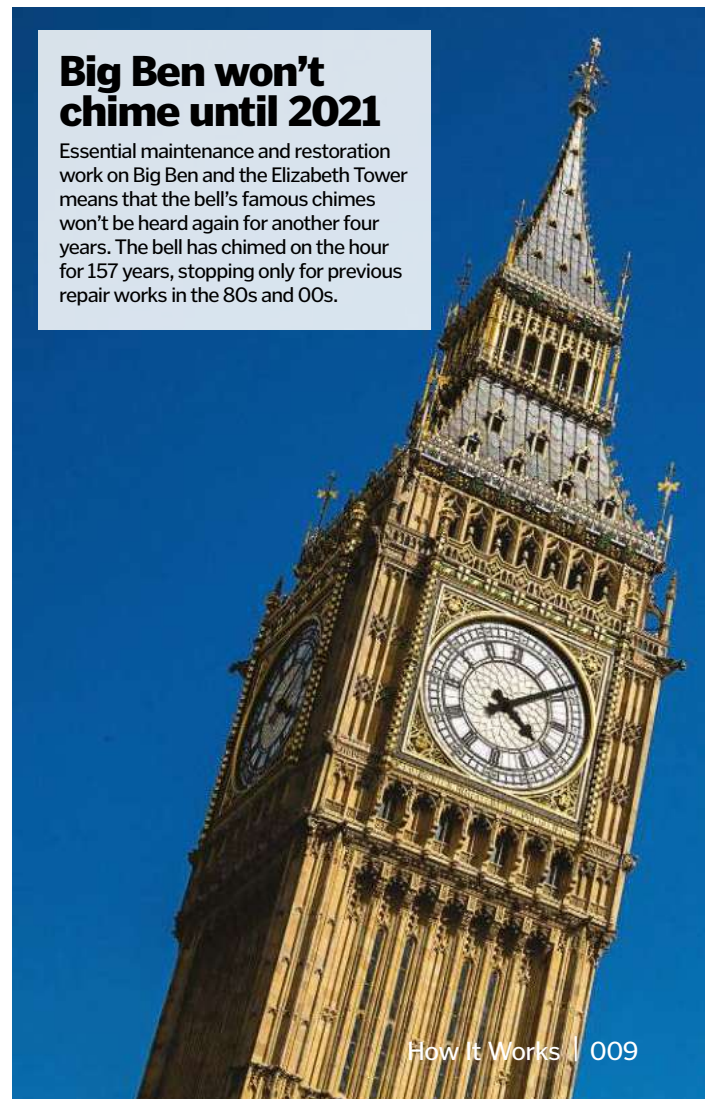 Big Ben won't
chime until 2021
Essential maintenance and restoration
work on Big Ben and the Elizabeth Tower
means that the bell's famous chimes
won't be heard again for another four
years. The bell has chimed on the hour
for 157 years, stopping only for previous
repair works in the 80s and 00s.
How It Works | 009